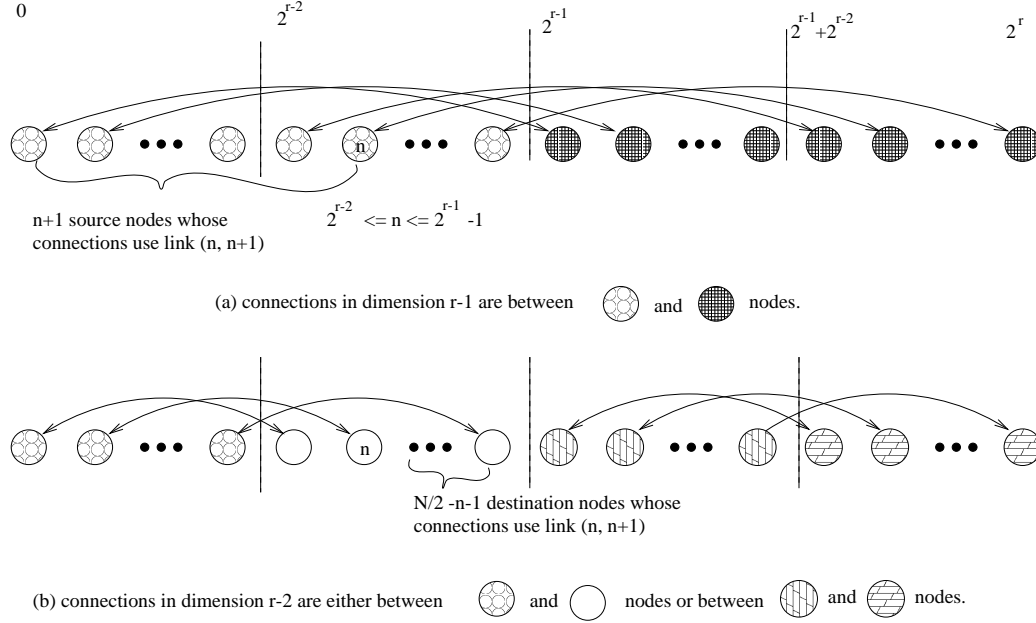 0 2^{r-2} 2^{r-1} 2^{r-1}+2^{r-2} 2^{r}
n
n+1 source nodes whose
connections use link (n, n+1)
2^{r-2} <= n <= 2^{r-1} -1
(a) connections in dimension r-1 are between and nodes.
n
N/2 -n-1 destination nodes whose
connections use link (n, n+1)
(b) connections in dimension r-2 are either between and nodes or between and nodes.